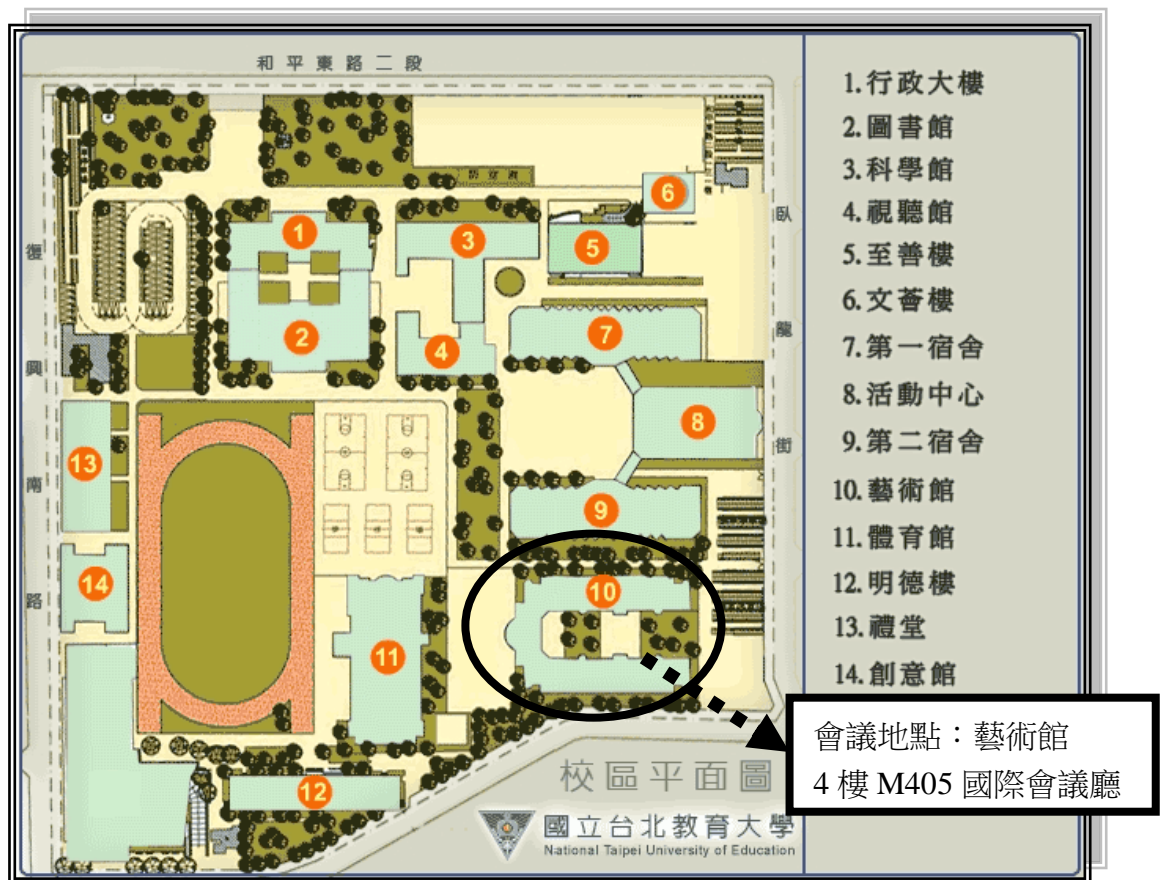 和平東路二段
復興南路
臥龍街
防空洞
1
2
3
4
5
6
7
8
9
10
11
12
13
14
1.行政大樓
2.圖書館
3.科學館
4.視聽館
5.至善樓
6.文薈樓
7.第一宿舍
8.活動中心
9.第二宿舍
10.藝術館
11.體育館
12.明德樓
13.禮堂
14.創意館
會議地點：藝術館
4 樓 M405 國際會議廳
校區平面圖
國立台北教育大學
National Taipei University of Education